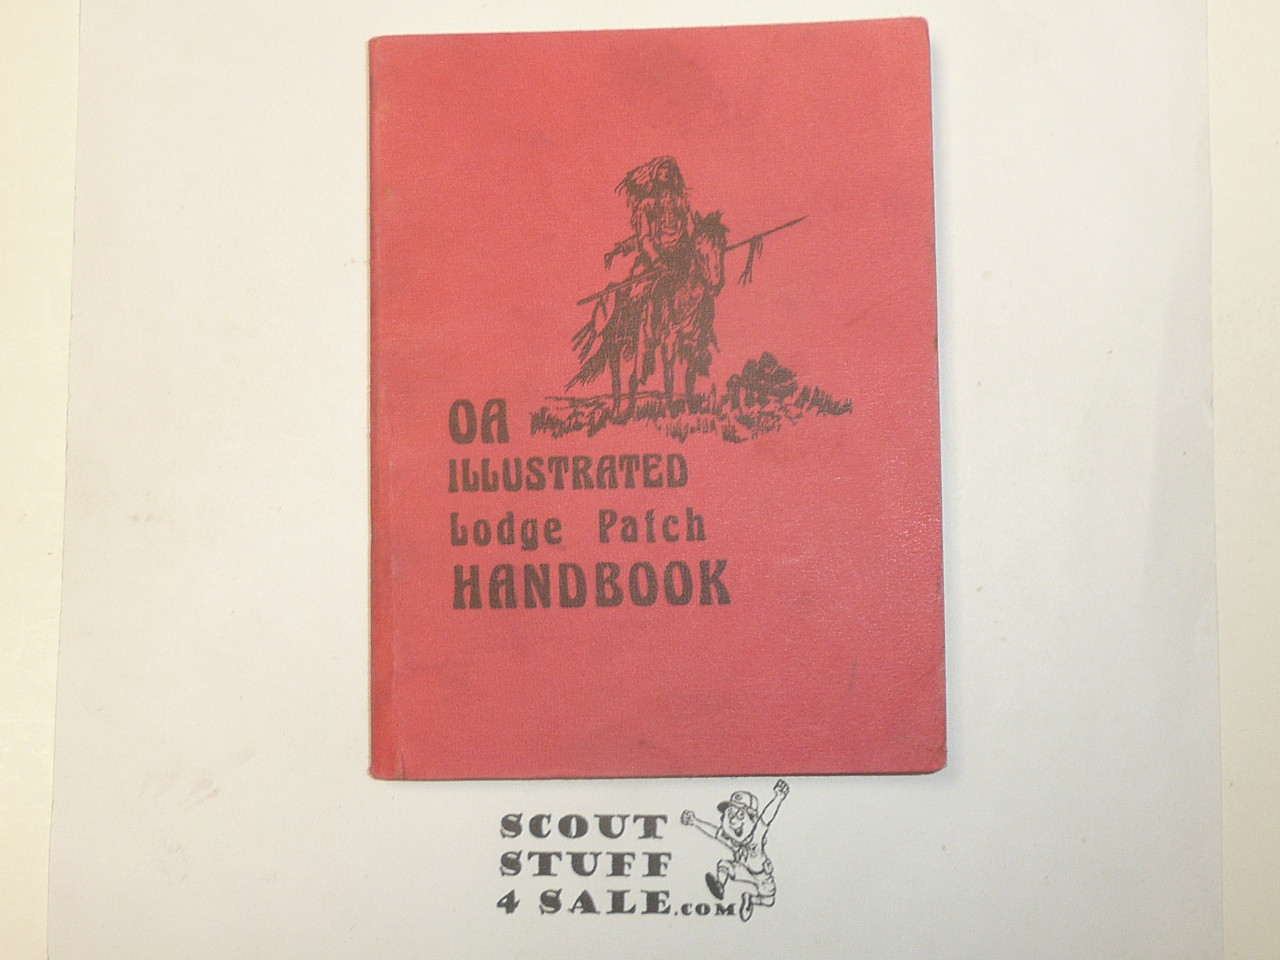 OA
ILLUSTRATED
Lodge Patch
HANDBOOK
SCOUT
STUFF
4 SALE.COM